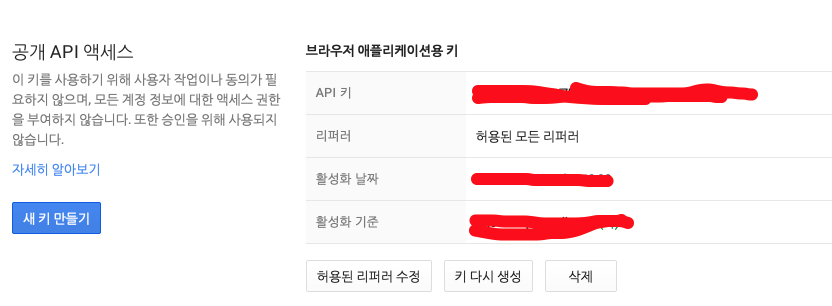 공개 API 액세스
이 키를 사용하기 위해 사용자 작업이나 동의가 필
요하지 않으며, 모든 계정 정보에 대한 액세스 권한
을 부여하지 않습니다. 또한 승인을 위해 사용되지
않습니다.
자세히 알아보기
새 키 만들기
브라우저 애플리케이션용 키
API 키
리퍼러 허용된 모든 리퍼러
활성화 날짜
활성화 기준
허용된 리퍼러 수정 키 다시 생성 삭제